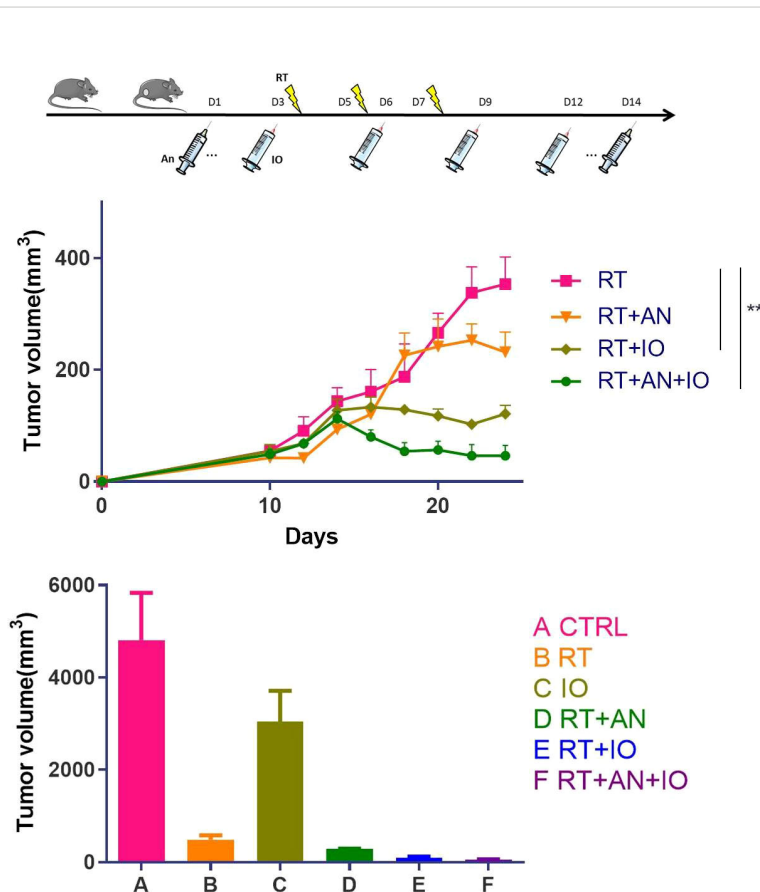 RT
D1 D3 D5 D6 D7 D9 D12 D14
An ... IO ...
Tumor volume(mm³)
400
200
0
0 10 20
Days
RT
RT+AN
RT+IO
RT+AN+IO
**
Tumor volume(mm³)
6000
4000
2000
0
A B C D E F
A CTRL
B RT
C IO
D RT+AN
E RT+IO
F RT+AN+IO